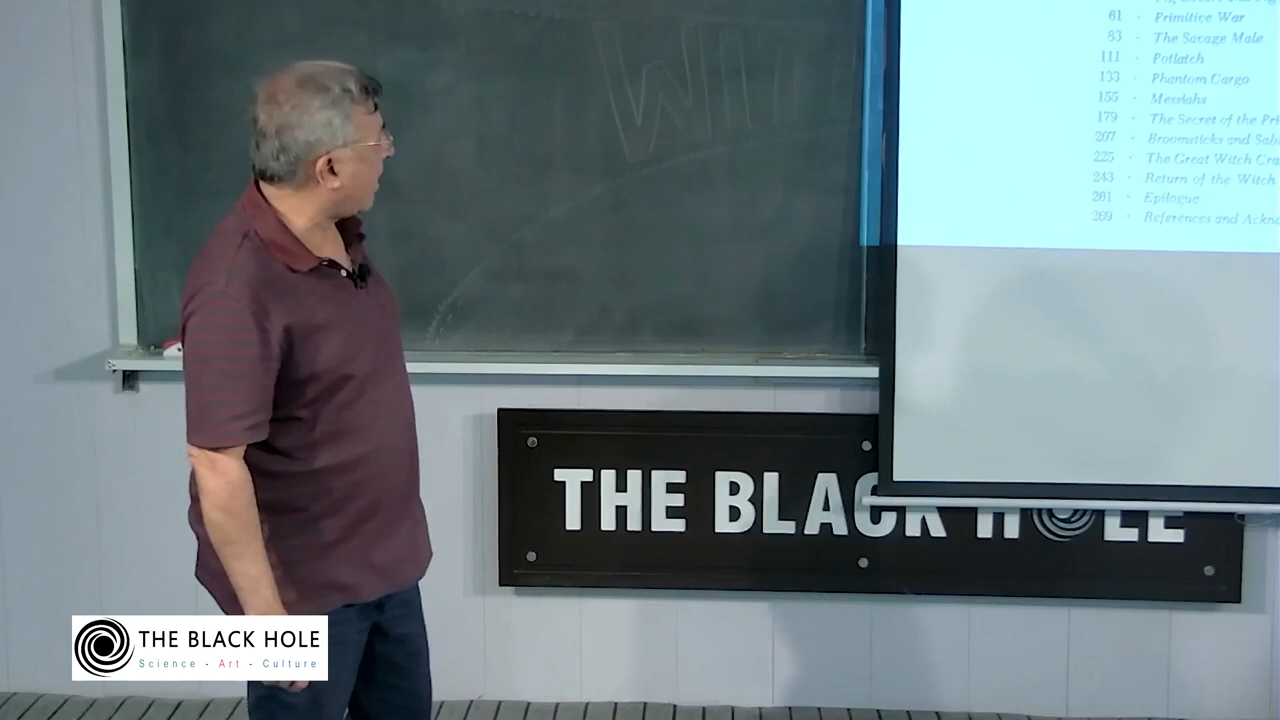 61 · Primitive War
83 · The Savage Male
111 · Potlatch
133 · Phantom Cargo
155 · Messiahs
179 · The Secret of the
207 · Broomsticks and
225 · The Great Witch
243 · Return of the Witch
261 · Epilogue
269 · References and
THE BLACK HOLE
THE BLACK HOLE
Science - Art - Culture